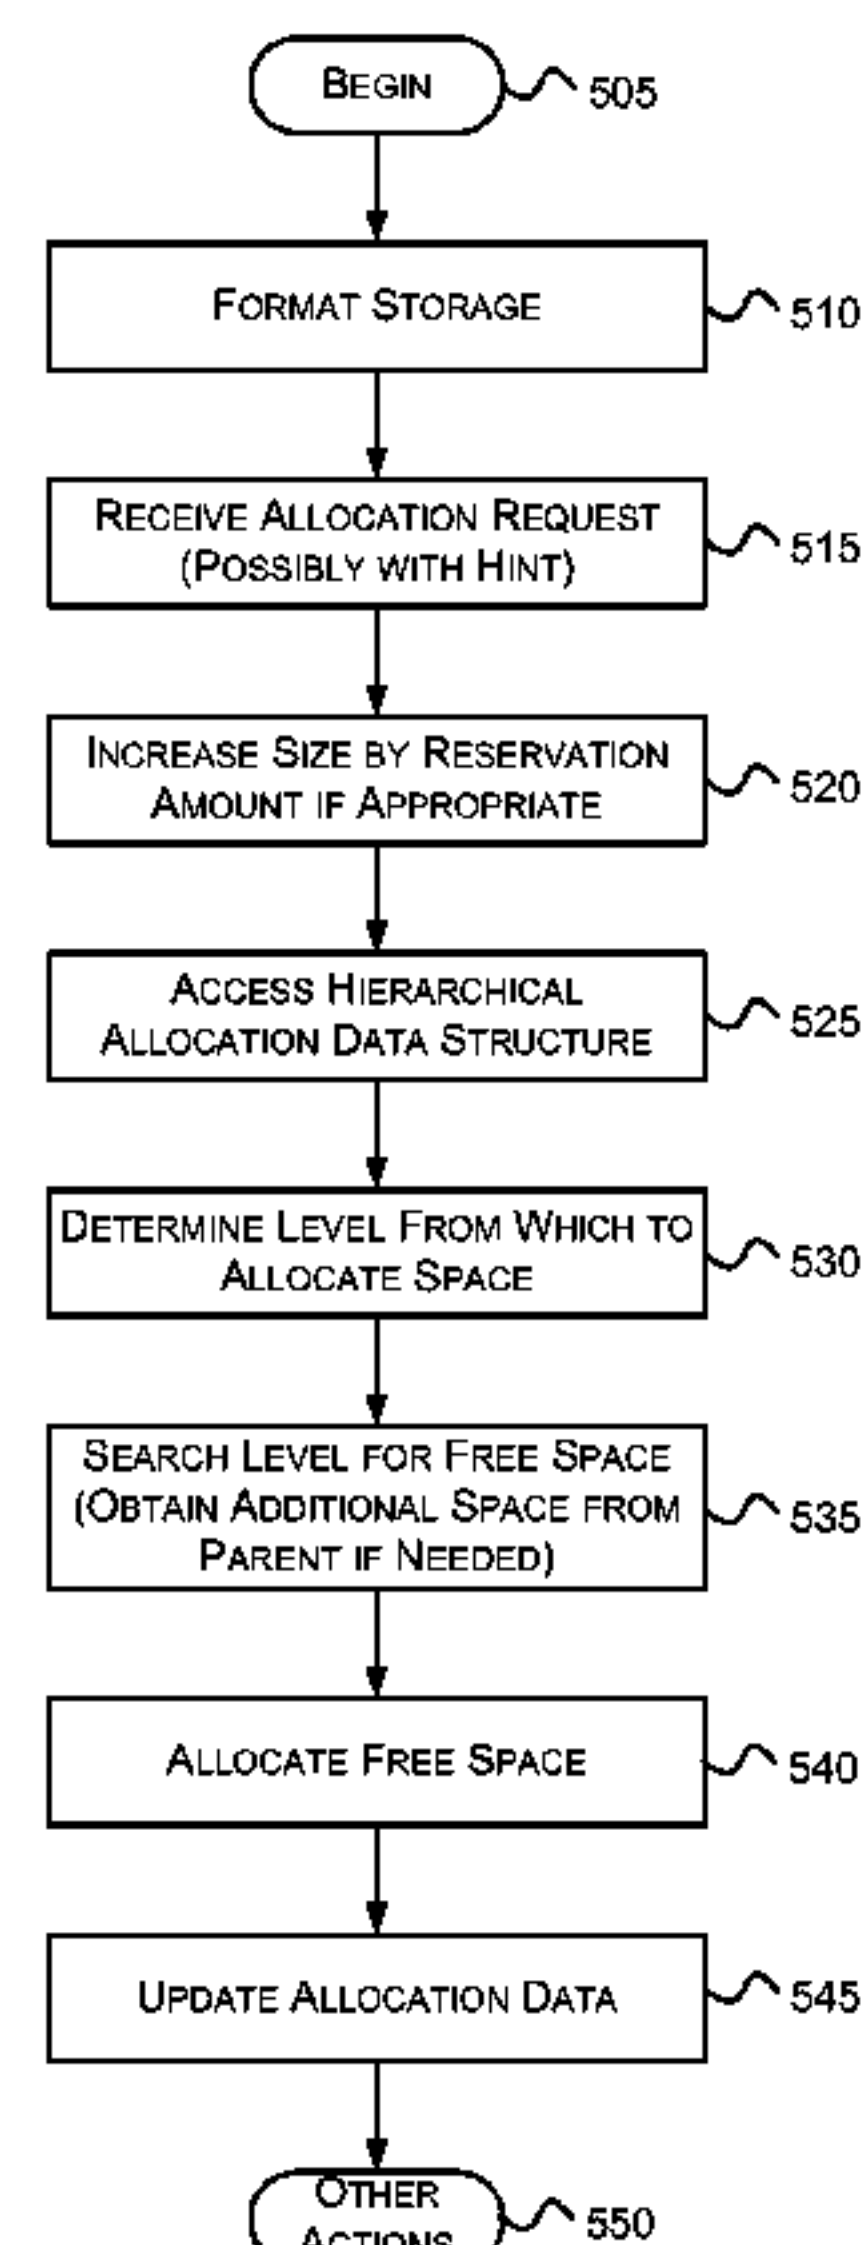 BEGIN
505
FORMAT STORAGE
510
RECEIVE ALLOCATION REQUEST
(POSSIBLY WITH HINT)
515
INCREASE SIZE BY RESERVATION
AMOUNT IF APPROPRIATE
520
ACCESS HIERARCHICAL
ALLOCATION DATA STRUCTURE
525
DETERMINE LEVEL FROM WHICH TO
ALLOCATE SPACE
530
SEARCH LEVEL FOR FREE SPACE
(OBTAIN ADDITIONAL SPACE FROM
PARENT IF NEEDED)
535
ALLOCATE FREE SPACE
540
UPDATE ALLOCATION DATA
545
OTHER
ACTIONS
550